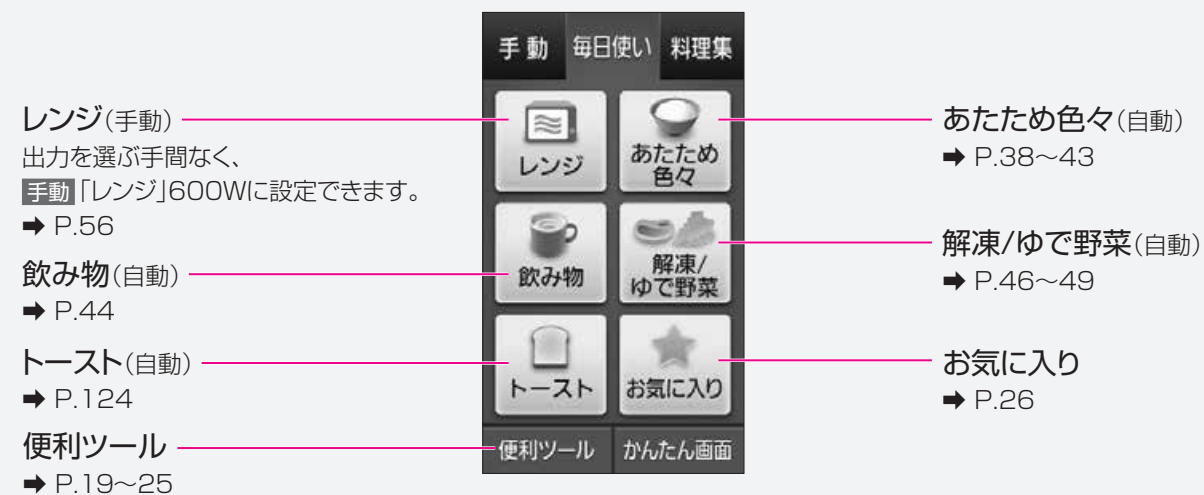 手動 毎日使い 料理集
レンジ
あたため
色々
飲み物
解凍/
ゆで野菜
トースト
お気に入り
便利ツール かんたん画面
レンジ(手動)
出力を選ぶ手間なく、
手動「レンジ」600Wに設定できます。
➡ P.56
飲み物(自動)
➡ P.44
トースト(自動)
➡ P.124
便利ツール
➡ P.19～25
あたため色々(自動)
➡ P.38～43
解凍/ゆで野菜(自動)
➡ P.46～49
お気に入り
➡ P.26